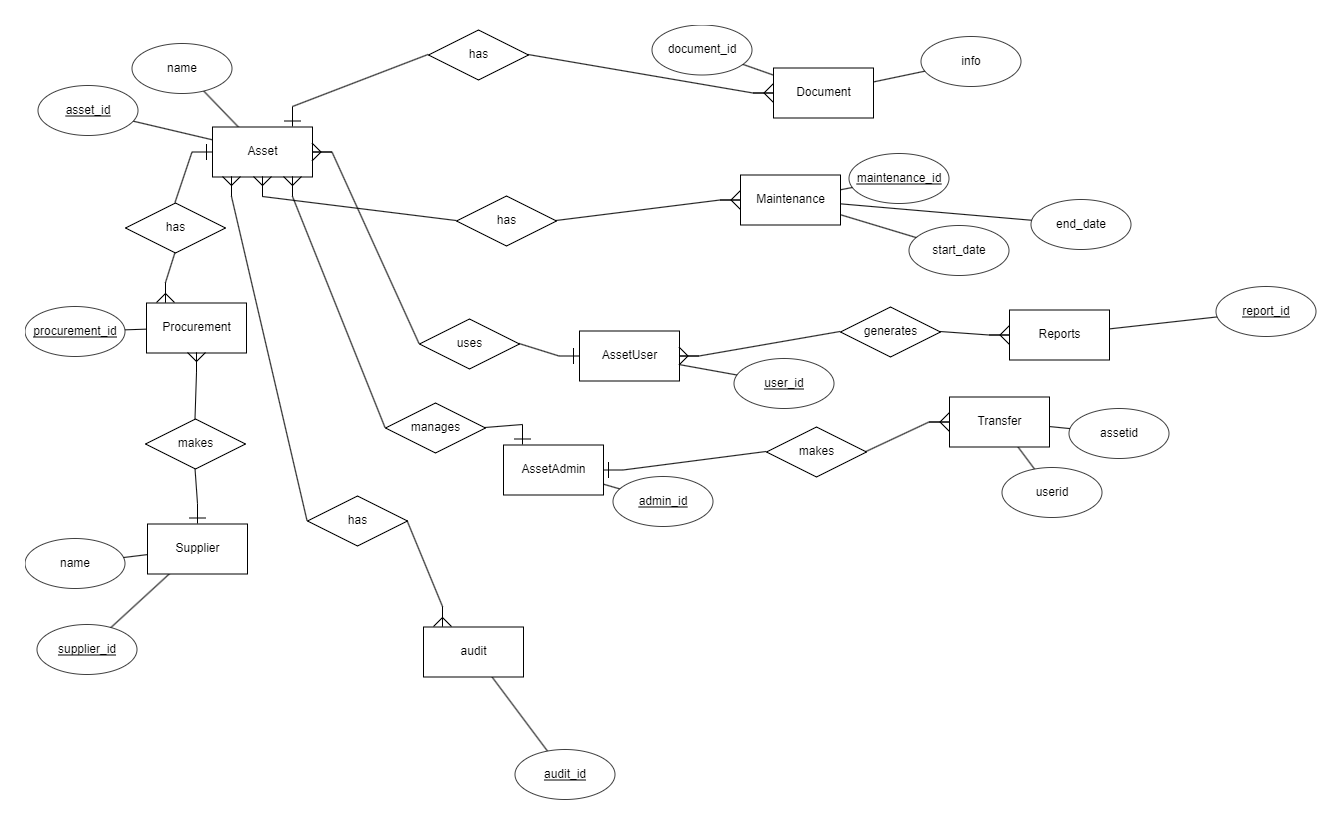 has
document_id
info
name
Document
asset_id
Asset
maintenance_id
Maintenance
has
has
end_date
start_date
report_id
procurement_id
Procurement
generates
Reports
uses
AssetUser
user_id
manages
Transfer
assetid
makes
makes
AssetAdmin
userid
admin_id
has
Supplier
name
supplier_id
audit
audit_id